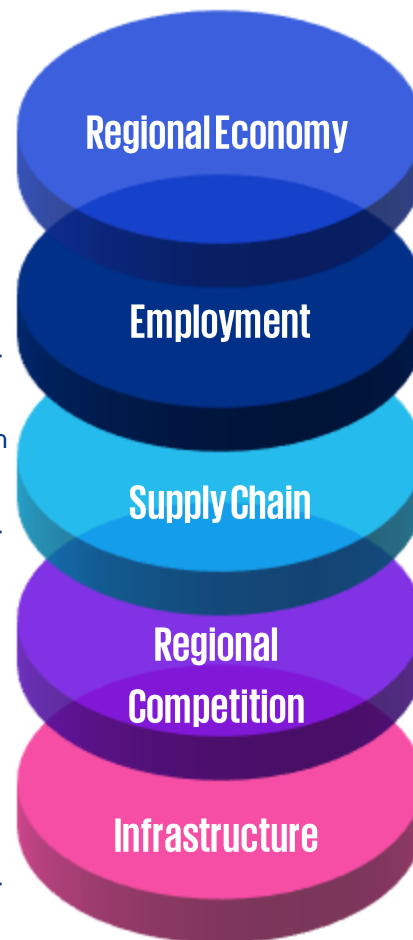 Regional Economy
Employment
n
Supply Chain
Regional
Competition
Infrastructure